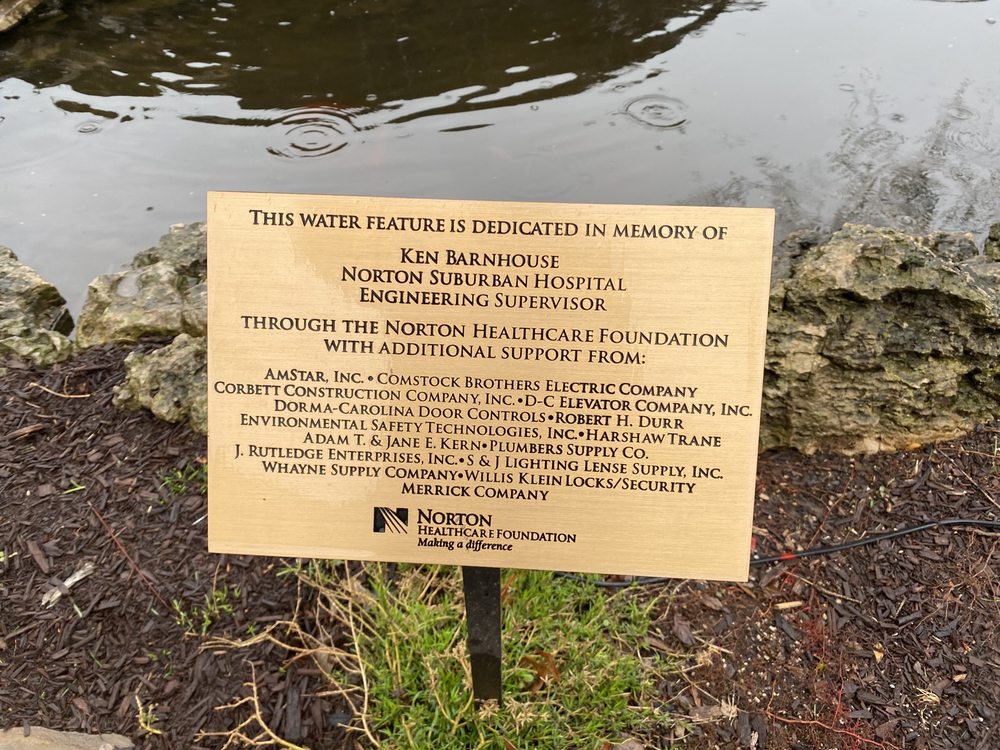 THIS WATER FEATURE IS DEDICATED IN MEMORY OF
KEN BARNHOUSE
NORTON SUBURBAN HOSPITAL
ENGINEERING SUPERVISOR
THROUGH THE NORTON HEALTHCARE FOUNDATION
WITH ADDITIONAL SUPPORT FROM:
AMSTAR, INC. • COMSTOCK BROTHERS ELECTRIC COMPANY
CORBETT CONSTRUCTION COMPANY, INC. • D-C ELEVATOR COMPANY, INC.
DORMA-CAROLINA DOOR CONTROLS • ROBERT H. DURR
ENVIRONMENTAL SAFETY TECHNOLOGIES, INC. • HARSHAW TRANE
ADAM T. & JANE E. KERN • PLUMBERS SUPPLY CO.
J. RUTLEDGE ENTERPRISES, INC. • S & J LIGHTING LENSE SUPPLY, INC.
WHAYNE SUPPLY COMPANY • WILLIS KLEIN LOCKS/SECURITY
MERRICK COMPANY
NORTON
HEALTHCARE FOUNDATION
Making a difference